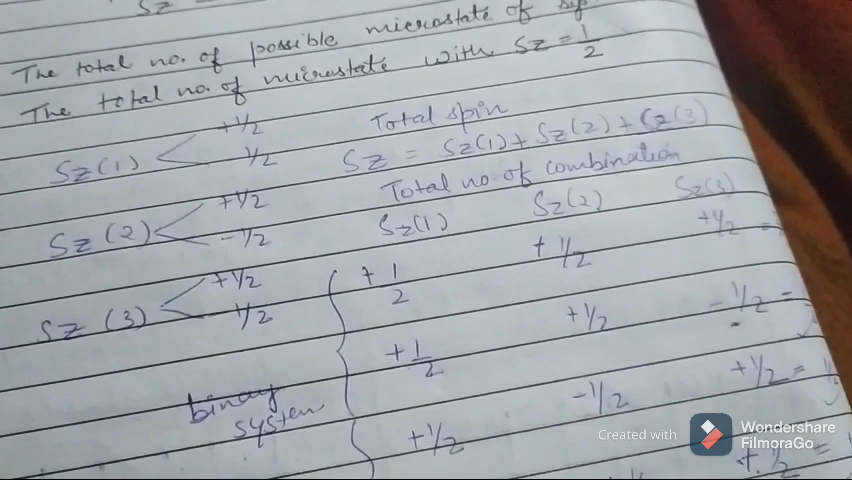 Sz =
The total no. of possible microstate of
The total no. of microstate with Sz = 1/2
Sz(1) +1/2 Total spin
-1/2 Sz = Sz(1) + Sz(2) + Sz(3)
Total no. of combination
Sz(2) +1/2 Sz(1) Sz(2) Sz(3)
-1/2
Sz(3) +1/2 +1/2 +1/2 +1/2 =
-1/2
+1/2 +1/2 -1/2 =
binary system
+1/2 -1/2 +1/2 =
+1/2 =
Created with Wondershare FilmoraGo